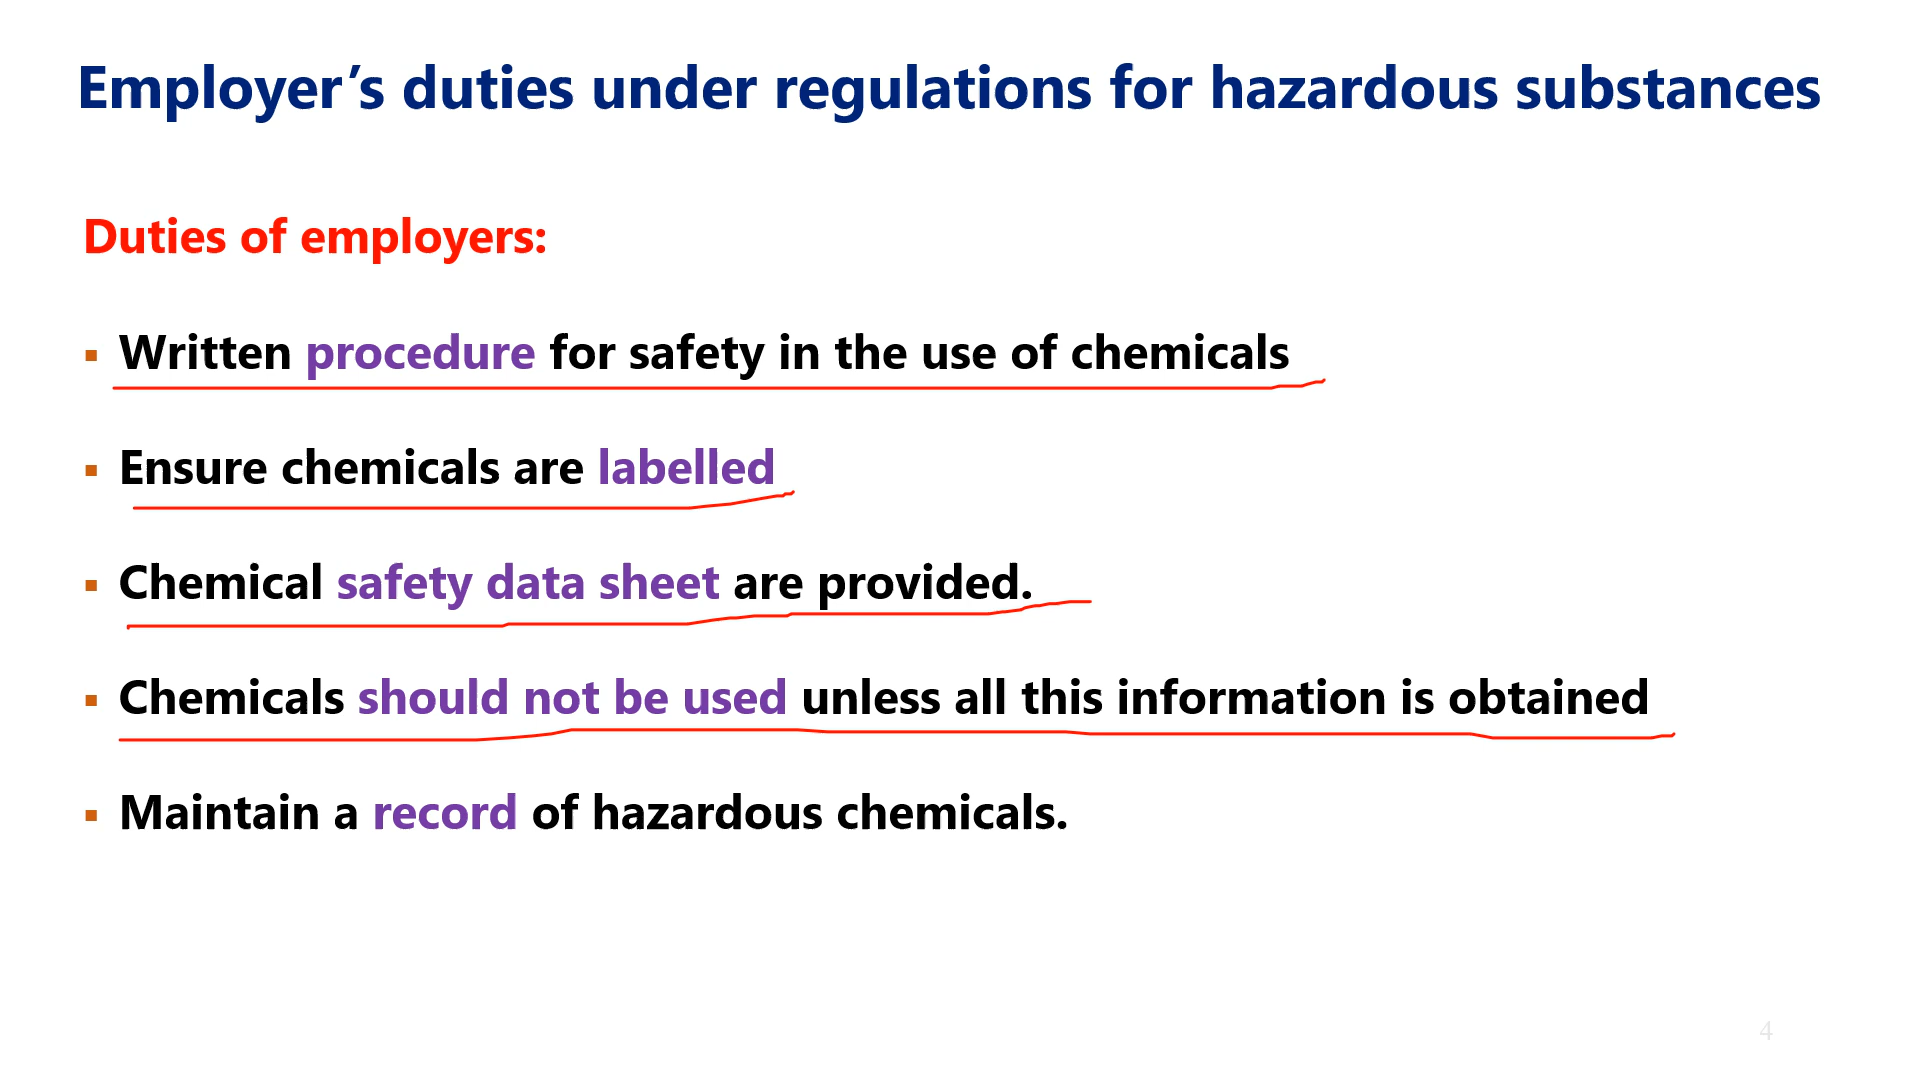 Employer’s duties under regulations for hazardous substances
Duties of employers:
▪ Written procedure for safety in the use of chemicals
▪ Ensure chemicals are labelled
▪ Chemical safety data sheet are provided.
▪ Chemicals should not be used unless all this information is obtained
▪ Maintain a record of hazardous chemicals.
4